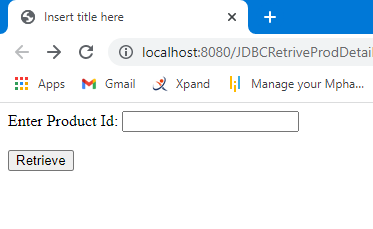 Insert title here
localhost:8080/JDBCRetriveProdDetail
Apps Gmail Xpand Manage your Mpha...
Enter Product Id:
Retrieve